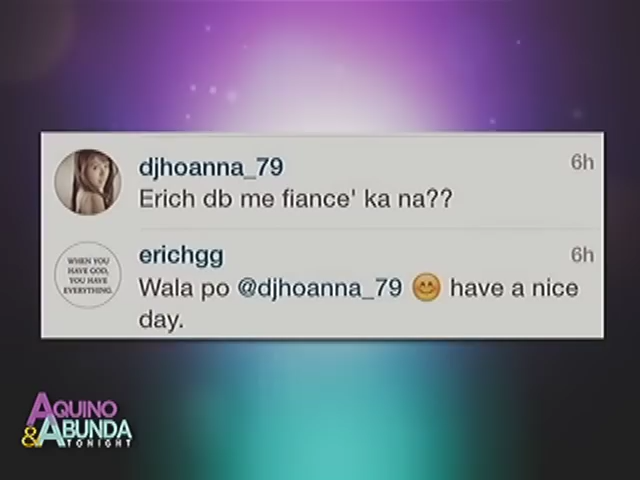 djhoanna_79 6h
Erich db me fiance' ka na??
erichgg 6h
WHEN YOU
HAVE GOD,
YOU HAVE
EVERYTHING.
Wala po @djhoanna_79 😊 have a nice
day.
AQUINO
&ABUNDA
TONIGHT